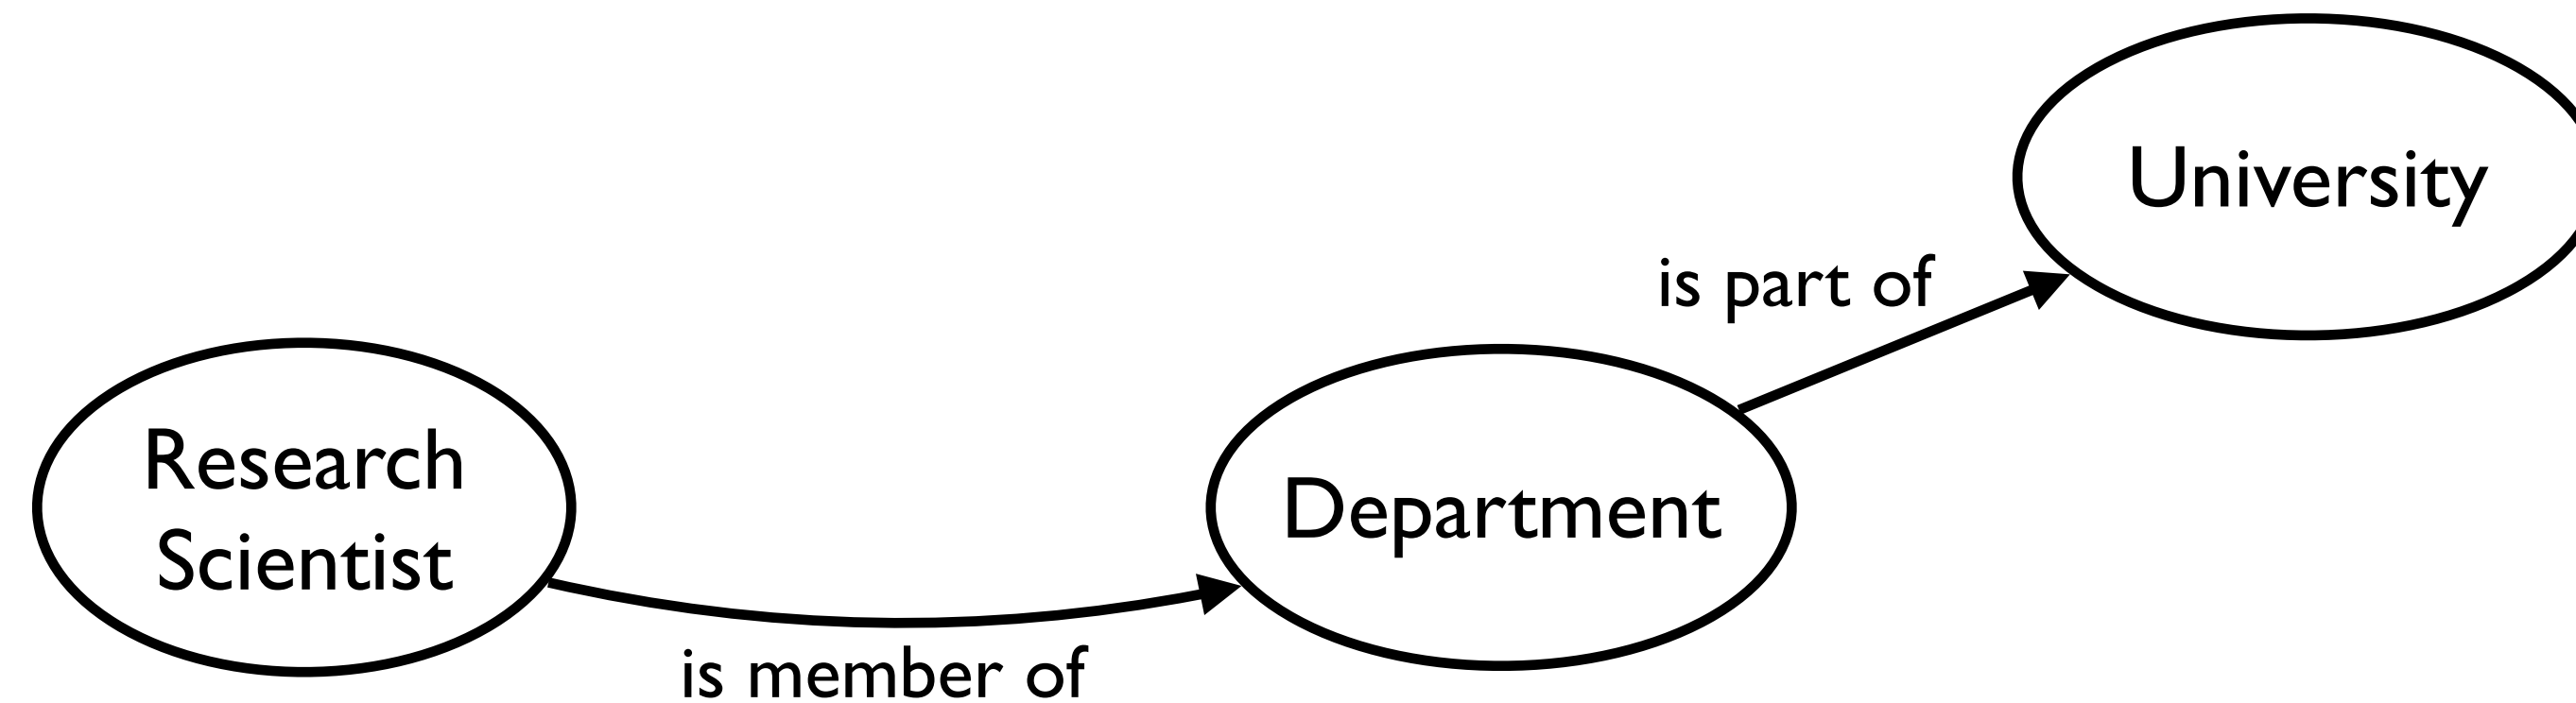 University
is part of
Research
Scientist
Department
is member of